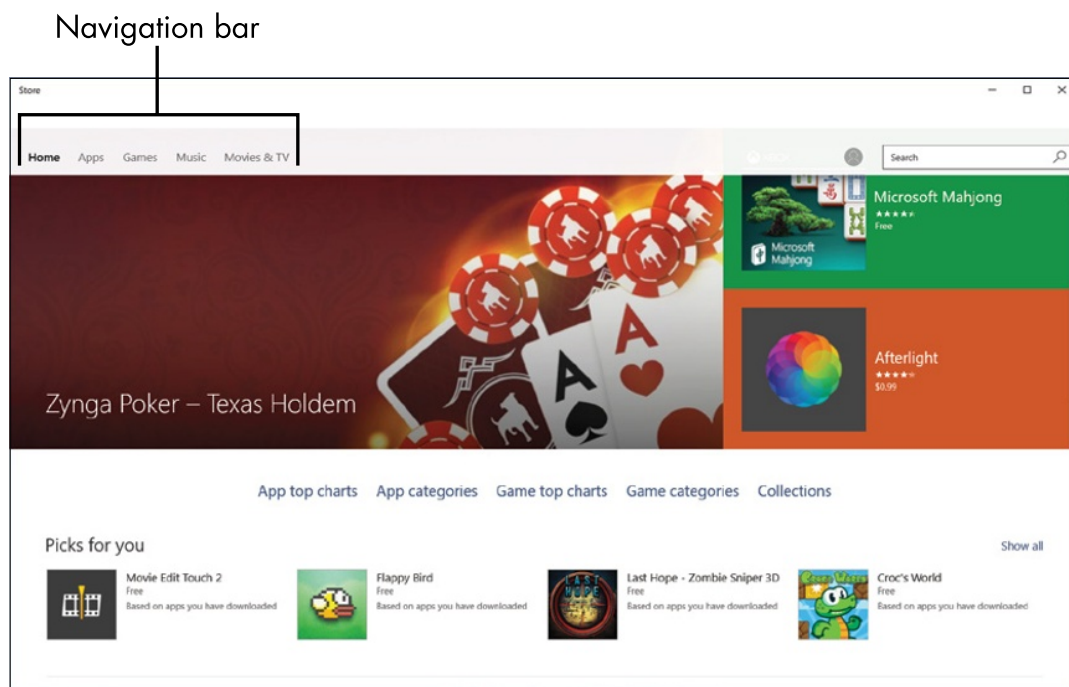 Navigation bar
Store
Home Apps Games Music Movies & TV
Search
Microsoft Mahjong
Free
Microsoft
Mahjong
A
A
Afterlight
$0.99
Zynga Poker – Texas Holdem
App top charts App categories Game top charts Game categories Collections
Picks for you
Show all
Movie Edit Touch 2
Free
Based on apps you have downloaded
Flappy Bird
Free
Based on apps you have downloaded
LAST
HOPE
Last Hope - Zombie Sniper 3D
Free
Based on apps you have downloaded
Croc's World
Croc's World
Free
Based on apps you have downloaded